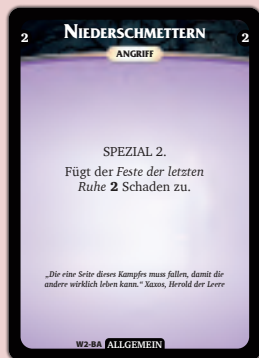 2 NIEDERSCHMETTERN 2
ANGRIFF
SPEZIAL 2.
Fügt der Feste der letzten
Ruhe 2 Schaden zu.
„Die eine Seite dieses Kampfes muss fallen, damit die
andere wirklich leben kann.“ Xaxos, Herold der Leere
W2-BA ALLGEMEIN